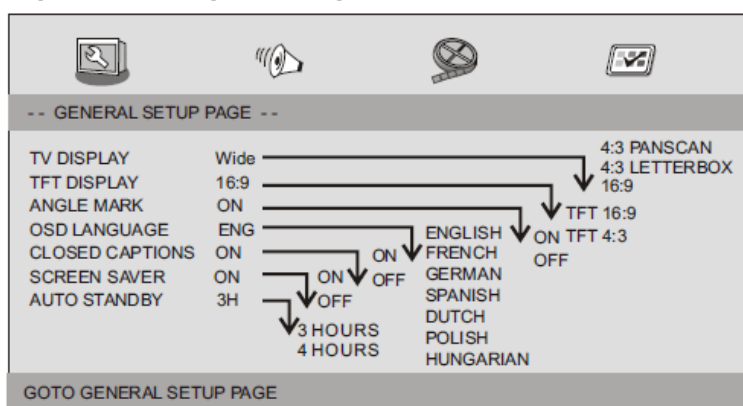 -- GENERAL SETUP PAGE --
TV DISPLAY Wide
TFT DISPLAY 16:9
ANGLE MARK ON
OSD LANGUAGE ENG
CLOSED CAPTIONS ON
SCREEN SAVER ON
AUTO STANDBY 3H
4:3 PANSCAN
4:3 LETTERBOX
16:9
TFT 16:9
TFT 4:3
ON
OFF
ENGLISH
FRENCH
GERMAN
SPANISH
DUTCH
POLISH
HUNGARIAN
ON
OFF
ON
OFF
3 HOURS
4 HOURS
GOTO GENERAL SETUP PAGE